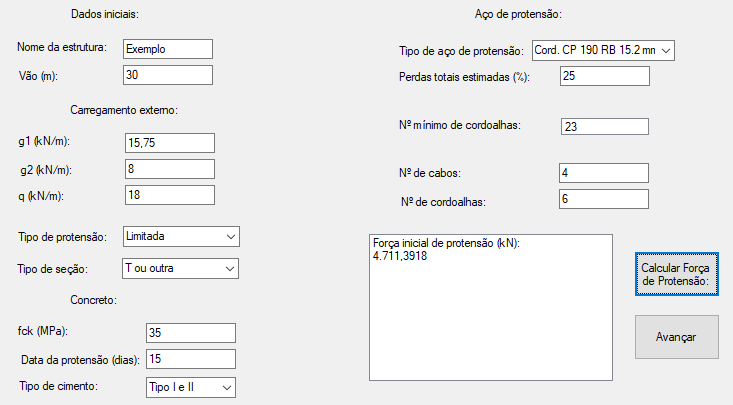 Dados iniciais:
Nome da estrutura: Exemplo
Vão (m): 30
Carregamento externo:
g1 (kN/m): 15,75
g2 (kN/m): 8
q (kN/m): 18
Tipo de protensão: Limitada
Tipo de seção: T ou outra
Concreto:
fck (MPa): 35
Data da protensão (dias): 15
Tipo de cimento: Tipo I e II
Aço de protensão:
Tipo de aço de protensão: Cord. CP 190 RB 15.2 mm
Perdas totais estimadas (%): 25
Nº mínimo de cordoalhas: 23
Nº de cabos: 4
Nº de cordoalhas: 6
Força inicial de protensão (kN):
4.711,3918
Calcular Força
de Protensão:
Avançar